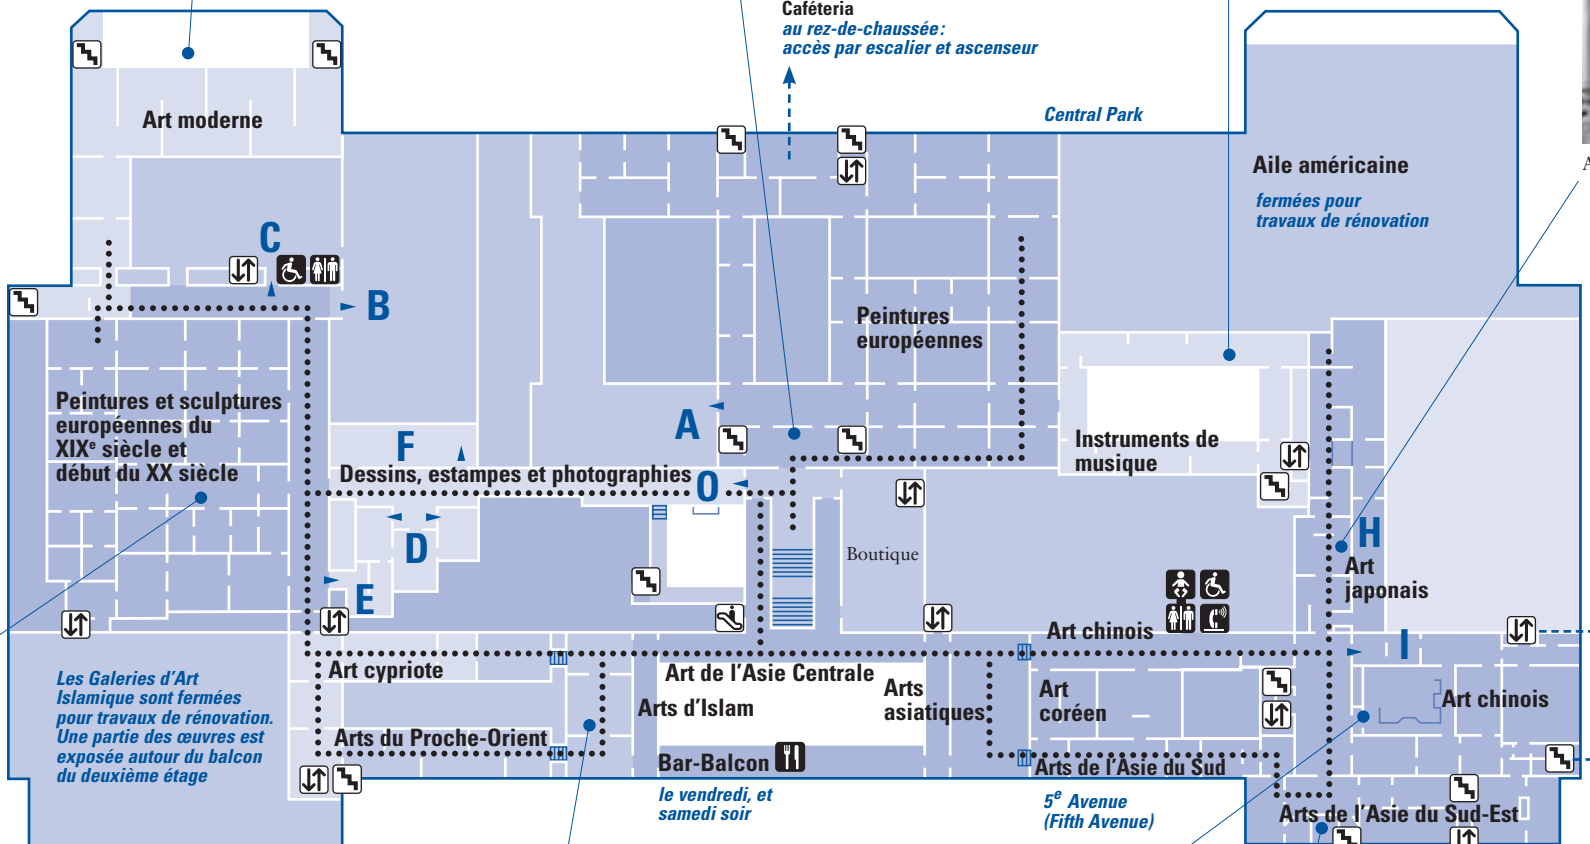 Caféteria
au rez-de-chaussée:
accès par escalier et ascenseur
Central Park
Art moderne
Aile américaine
fermées pour
travaux de rénovation
A
C
B
Peintures
européennes
Peintures et sculptures
européennes du
XIXe siècle et
début du XX siècle
A
F
Instruments de
musique
Dessins, estampes et photographies
O
D
E
Boutique
H
Art
japonais
Art chinois
I
Art cypriote
Art de l'Asie Centrale
Arts d'Islam
Arts
asiatiques
Art
coréen
Art chinois
Les Galeries d'Art
Islamique sont fermées
pour travaux de rénovation.
Une partie des œuvres est
exposée autour du balcon
du deuxième étage
Arts du Proche-Orient
Bar-Balcon
le vendredi, et
samedi soir
Arts de l'Asie du Sud
5e Avenue
(Fifth Avenue)
Arts de l'Asie du Sud-Est